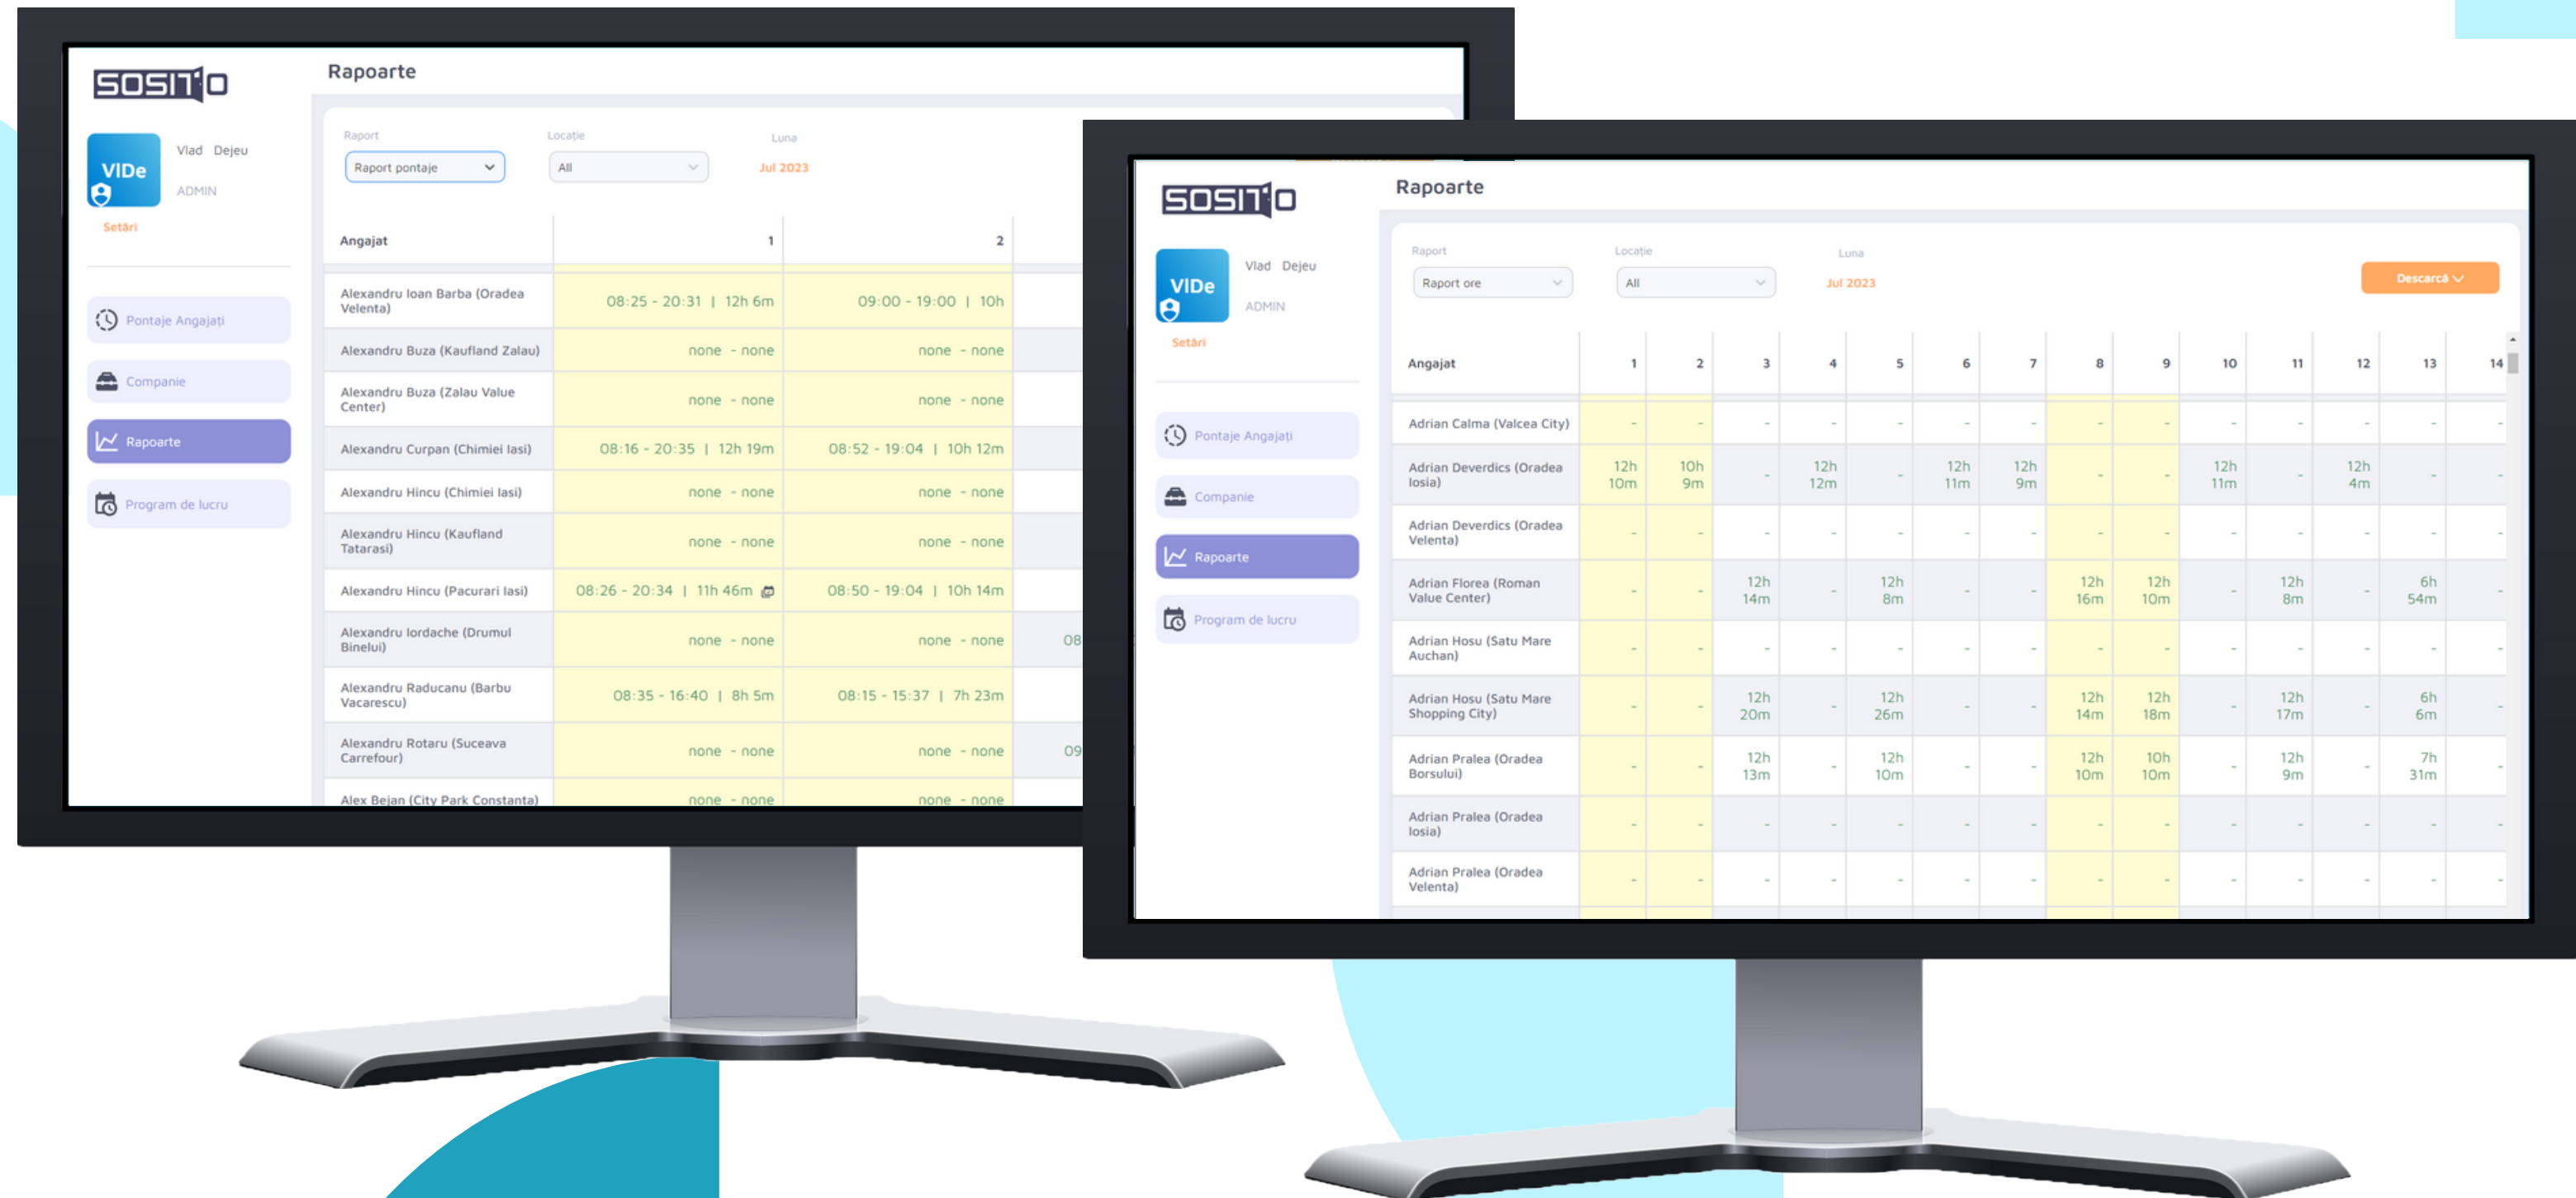 SOSITO
Rapoarte
VIDe
Vlad Dejeu
ADMIN
Setări
Pontaje Angajați
Companie
Rapoarte
Program de lucru
Raport
Locație
Luna
Raport pontaje
All
Jul 2023
Angajat 1 2
Alexandru Ioan Barba (Oradea
Velenta)
08:25 - 20:31 | 12h 6m 09:00 - 19:00 | 10h
Alexandru Buza (Kaufland Zalau) none - none none - none
Alexandru Buza (Zalau Value
Center)
none - none none - none
Alexandru Curpan (Chimiei Iasi) 08:16 - 20:35 | 12h 19m 08:52 - 19:04 | 10h 12m
Alexandru Hincu (Chimiei Iasi) none - none none - none
Alexandru Hincu (Kaufland
Tatarasi)
none - none none - none
Alexandru Hincu (Pacurari Iasi) 08:26 - 20:34 | 11h 46m 08:50 - 19:04 | 10h 14m
Alexandru Iordache (Drumul
Binelui)
none - none none - none 08
Alexandru Raducanu (Barbu
Vacarescu)
08:35 - 16:40 | 8h 5m 08:15 - 15:37 | 7h 23m
Alexandru Rotaru (Suceava
Carrefour)
none - none none - none 09
Alex Bejan (City Park Constanta) none - none none - none
SOSITO
Rapoarte
VIDe
Vlad Dejeu
ADMIN
Setări
Pontaje Angajați
Companie
Rapoarte
Program de lucru
Raport
Locație
Luna
Raport ore
All
Jul 2023
Descarcă
Angajat 1 2 3 4 5 6 7 8 9 10 11 12 13 14
Adrian Calma (Valcea City) - - - - - - - - - - - - - -
Adrian Deverdics (Oradea
Iosia)
12h 10h - 12h - 12h 12h - - 12h - 12h - -
10m 9m 12m 11m 9m 11m 4m
Adrian Deverdics (Oradea
Velenta)
- - - - - - - - - - - - - -
Adrian Florea (Roman
Value Center)
- - 12h - 12h - - 12h 12h - 12h - 6h -
14m 8m 16m 10m 8m 54m
Adrian Hosu (Satu Mare
Auchan)
- - - - - - - - - - - - - -
Adrian Hosu (Satu Mare
Shopping City)
- - 12h - 12h - - 12h 12h - 12h - 6h -
20m 26m 14m 18m 17m 6m
Adrian Pralea (Oradea
Borsului)
- - 12h - 12h - - 12h 10h - 12h - 7h -
13m 10m 10m 10m 9m 31m
Adrian Pralea (Oradea
Iosia)
- - - - - - - - - - - - - -
Adrian Pralea (Oradea
Velenta)
- - - - - - - - - - - - - -